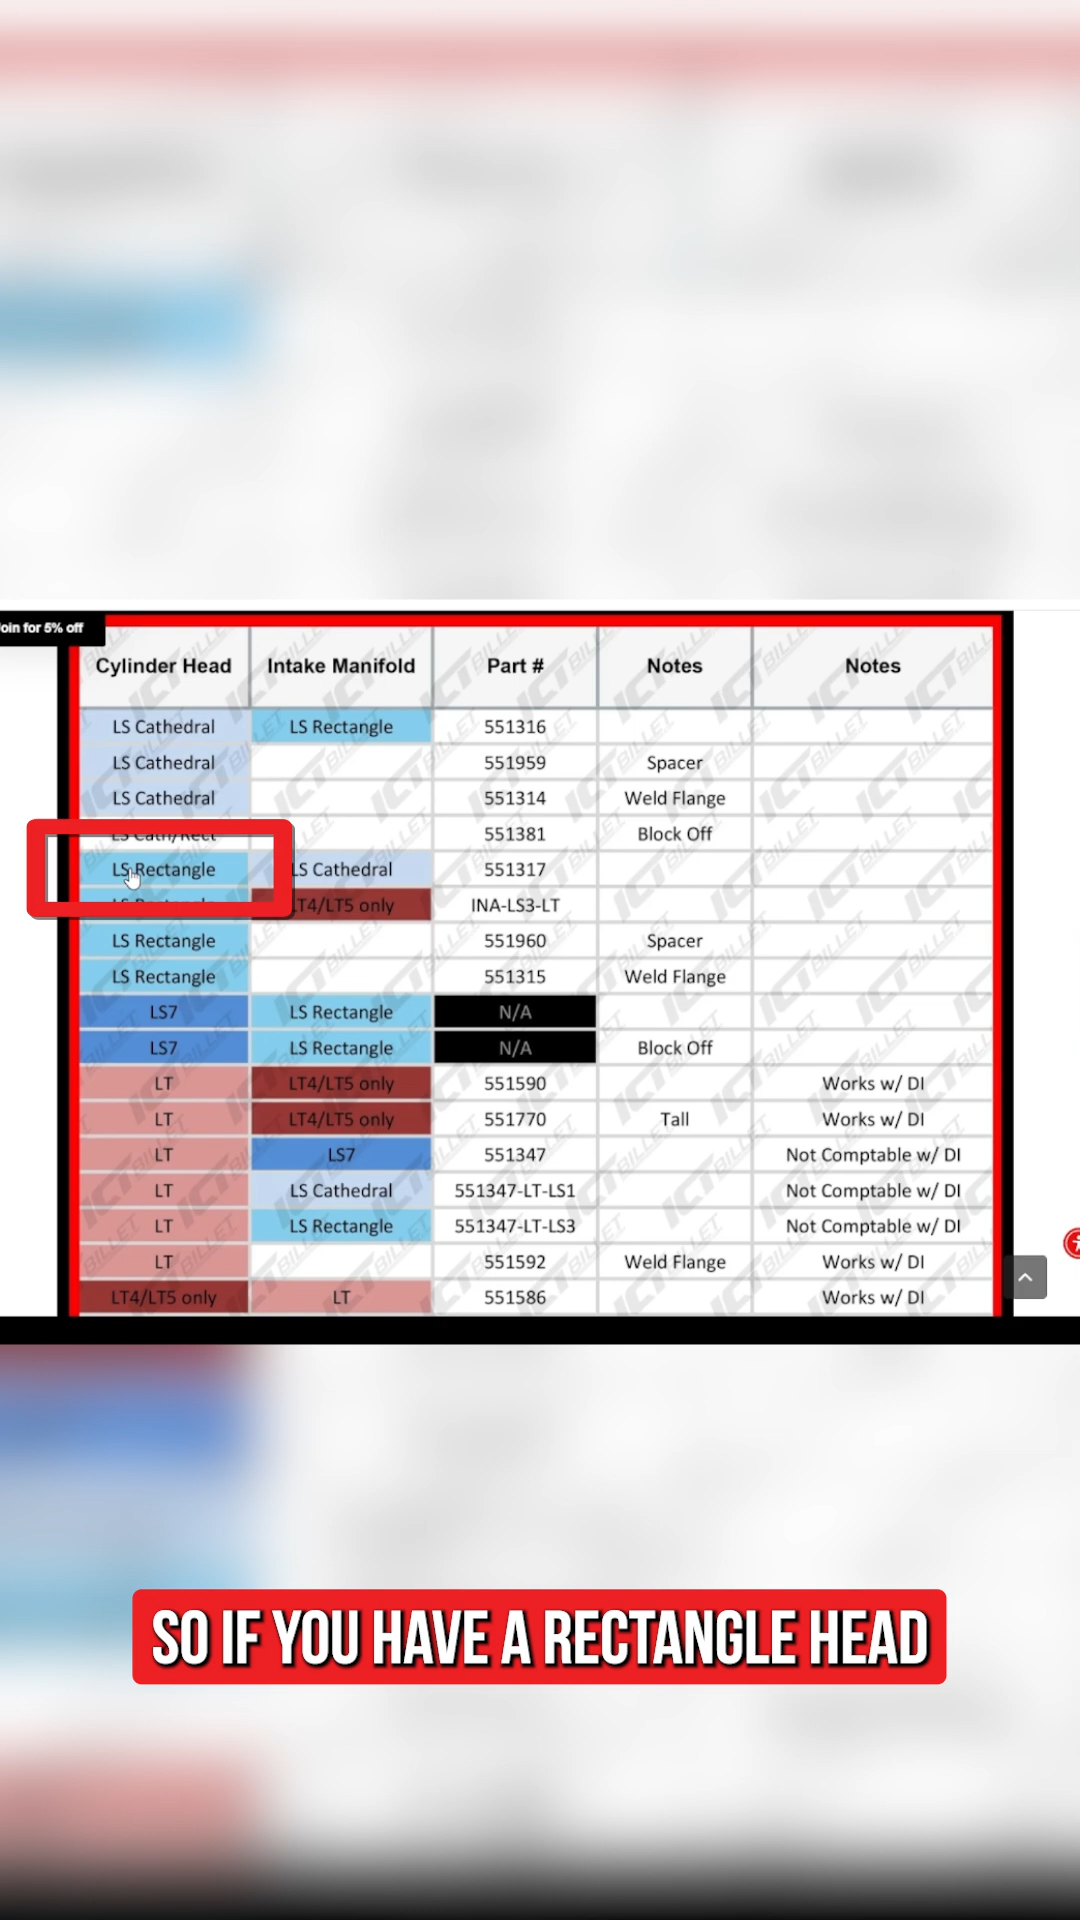 oin for 5% off
Cylinder Head Intake Manifold Part # Notes Notes
LS Cathedral LS Rectangle 551316
LS Cathedral 551959 Spacer
LS Cathedral 551314 Weld Flange
LS Cath/Rect 551381 Block Off
LS Rectangle LS Cathedral 551317
LS Rectangle LT4/LT5 only INA-LS3-LT
LS Rectangle 551960 Spacer
LS Rectangle 551315 Weld Flange
LS7 LS Rectangle N/A
LS7 LS Rectangle N/A Block Off
LT LT4/LT5 only 551590 Works w/ DI
LT LT4/LT5 only 551770 Tall Works w/ DI
LT LS7 551347 Not Comptable w/ DI
LT LS Cathedral 551347-LT-LS1 Not Comptable w/ DI
LT LS Rectangle 551347-LT-LS3 Not Comptable w/ DI
LT 551592 Weld Flange Works w/ DI
LT4/LT5 only LT 551586 Works w/ DI
ICT BILLET
SO IF YOU HAVE A RECTANGLE HEAD